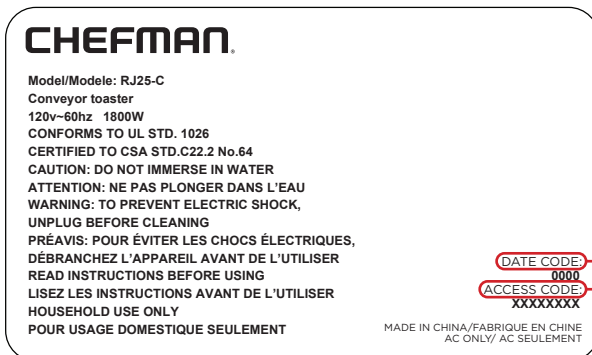 CHEFMAN®
Model/Modele: RJ25-C
Conveyor toaster
120v~60hz 1800W
CONFORMS TO UL STD. 1026
CERTIFIED TO CSA STD.C22.2 No.64
CAUTION: DO NOT IMMERSE IN WATER
ATTENTION: NE PAS PLONGER DANS L'EAU
WARNING: TO PREVENT ELECTRIC SHOCK,
UNPLUG BEFORE CLEANING
PRÉAVIS: POUR ÉVITER LES CHOCS ÉLECTRIQUES,
DÉBRANCHEZ L'APPAREIL AVANT DE L'UTILISER
READ INSTRUCTIONS BEFORE USING
LISEZ LES INSTRUCTIONS AVANT DE L'UTILISER
HOUSEHOLD USE ONLY
POUR USAGE DOMESTIQUE SEULEMENT
DATE CODE:
0000
ACCESS CODE:
XXXXXXXX
MADE IN CHINA/FABRIQUE EN CHINE
AC ONLY/ AC SEULEMENT